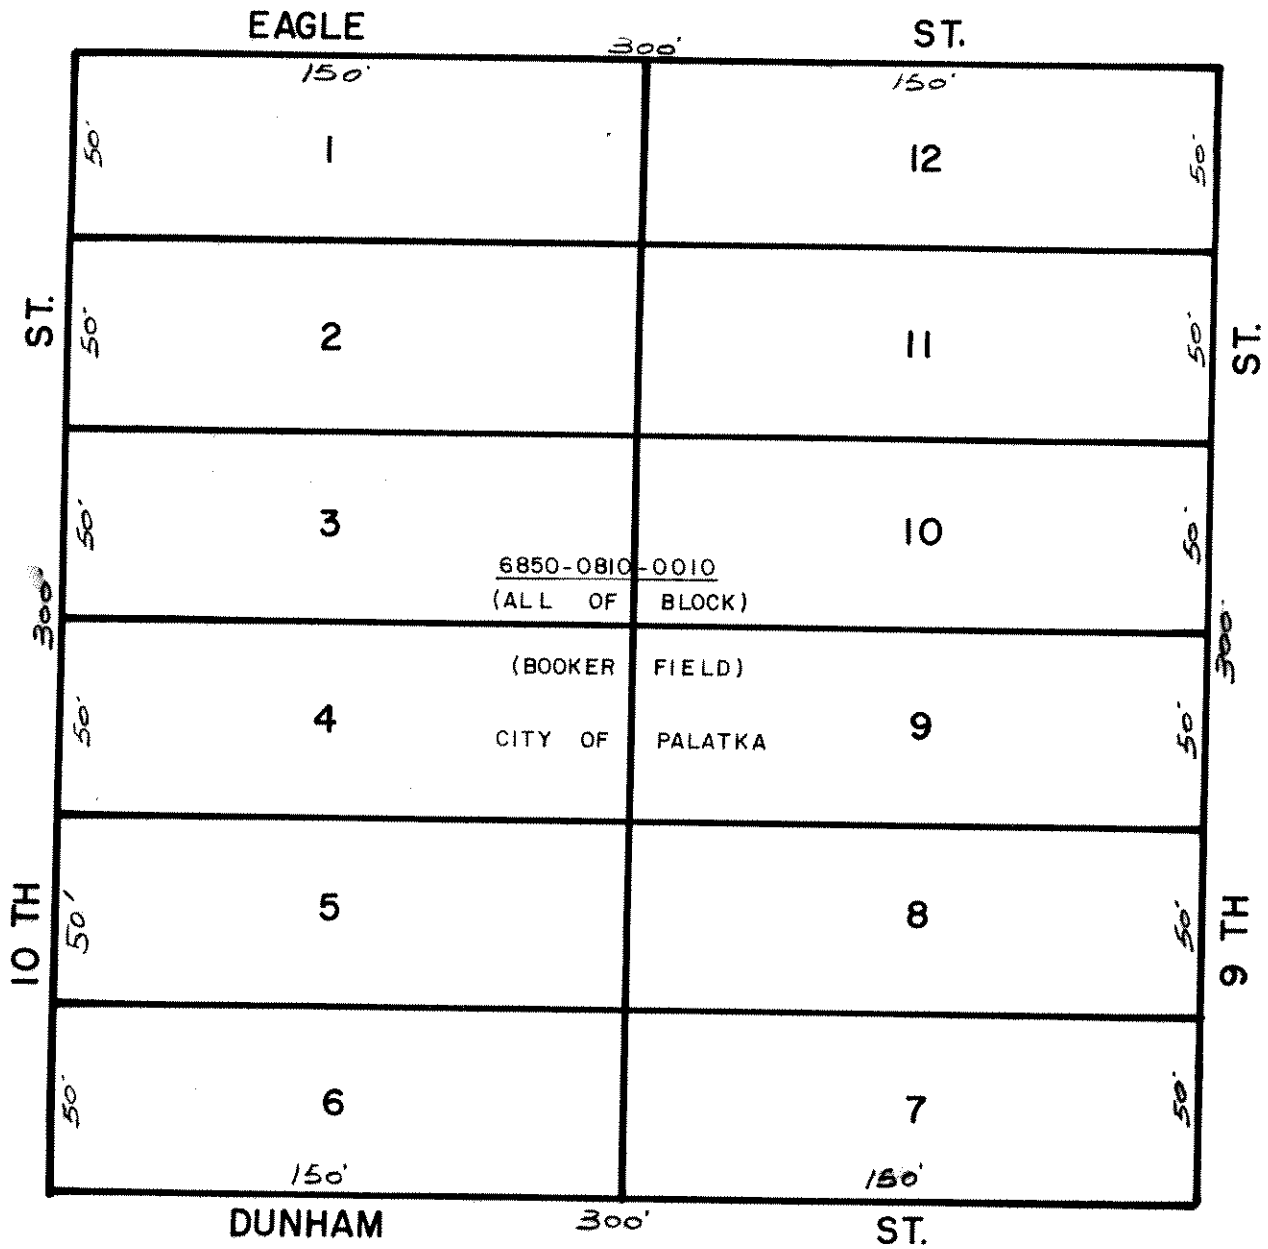 EAGLE 300' ST.
150' 150'
50' 1 12 50'
ST. 50' 2 11 50' ST.
50' 3 10 50'
6850-0810-0010
(ALL OF BLOCK)
300' 300'
(BOOKER FIELD)
50' 4 9 50'
CITY OF PALATKA
10 TH 50' 5 8 50' 9 TH
50' 6 7 50'
150' 150'
DUNHAM 300' ST.